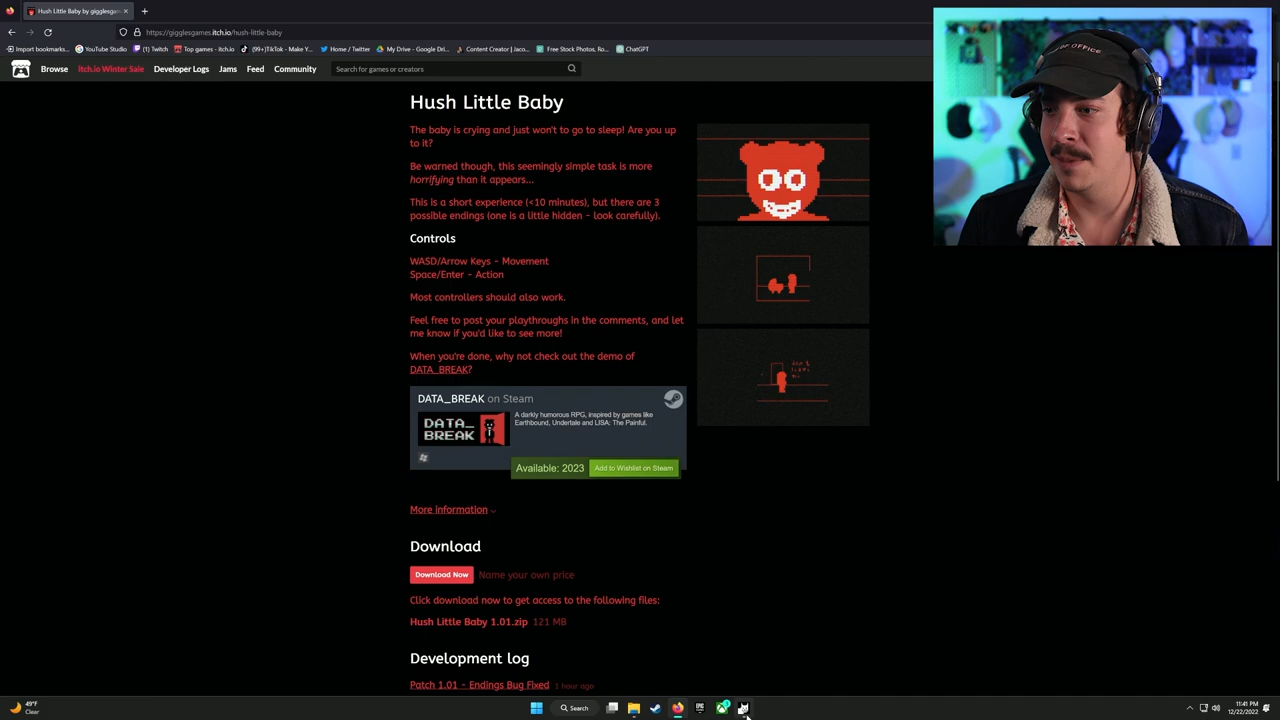 Hush Little Baby by gigglesgam
https://gigglesgames.itch.io/hush-little-baby
Import bookmarks...
YouTube Studio
(1) Twitch
Top games - itch.io
(99+)TikTok - Make Y...
Home / Twitter
My Drive - Google Dri...
Content Creator | Jaco...
Free Stock Photos, Ro...
ChatGPT
Browse
itch.io Winter Sale
Developer Logs
Jams
Feed
Community
Search for games or creators
OF OFFICE
Hush Little Baby
The baby is crying and just won't to go to sleep! Are you up
to it?
Be warned though, this seemingly simple task is more
horrifying than it appears...
This is a short experience (<10 minutes), but there are 3
possible endings (one is a little hidden - look carefully).
Controls
WASD/Arrow Keys - Movement
Space/Enter - Action
Most controllers should also work.
Feel free to post your playthroughs in the comments, and let
me know if you'd like to see more!
When you're done, why not check out the demo of
DATA_BREAK?
DATA_BREAK on Steam
DATA_
BREAK
A darkly humorous RPG, inspired by games like
Earthbound, Undertale and LISA: The Painful.
Available: 2023
Add to Wishlist on Steam
More information
Download
Download Now
Name your own price
Click download now to get access to the following files:
Hush Little Baby 1.01.zip 121 MB
Development log
Patch 1.01 - Endings Bug Fixed 1 hour ago
49°F
Clear
Search
11:41 PM
12/22/2022